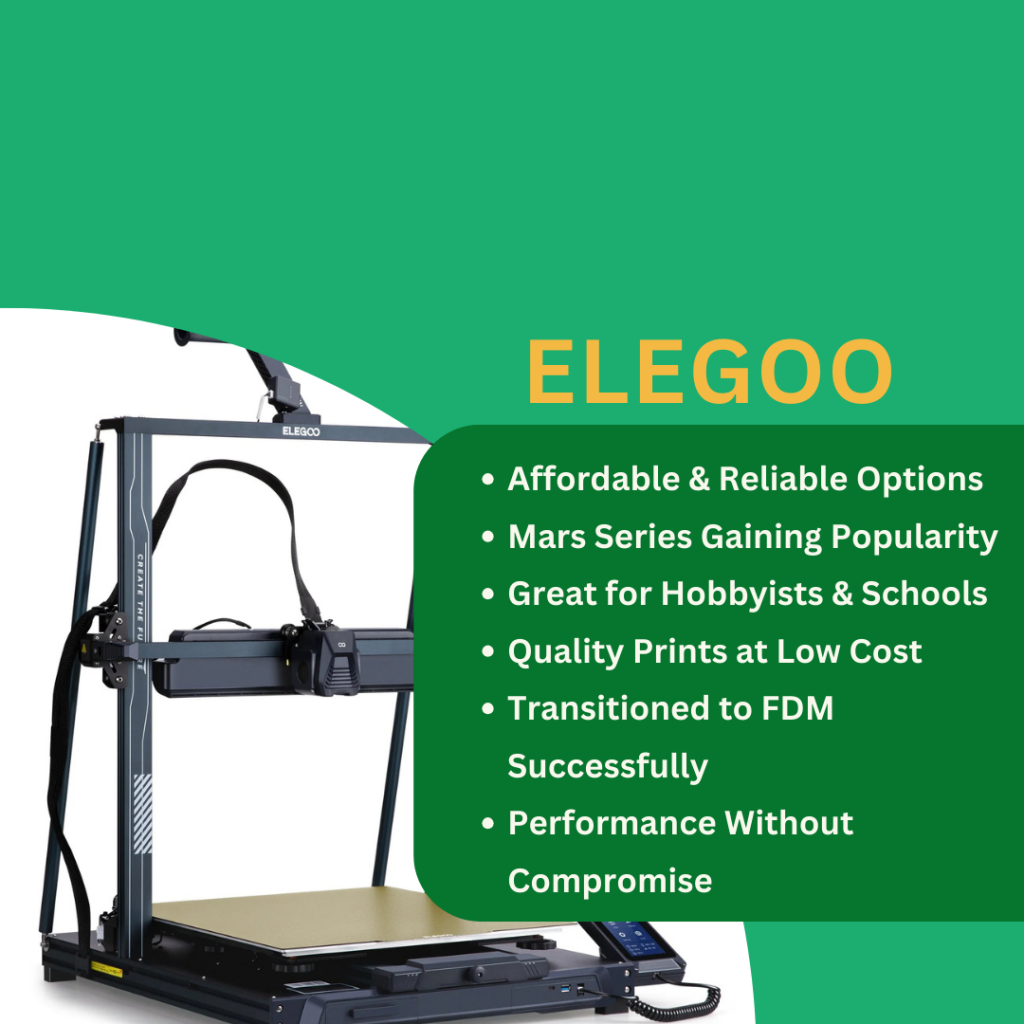 ELEGOO
• Affordable & Reliable Options
• Mars Series Gaining Popularity
• Great for Hobbyists & Schools
• Quality Prints at Low Cost
• Transitioned to FDM
Successfully
• Performance Without
Compromise
ELEGOO
CREATE THE FU